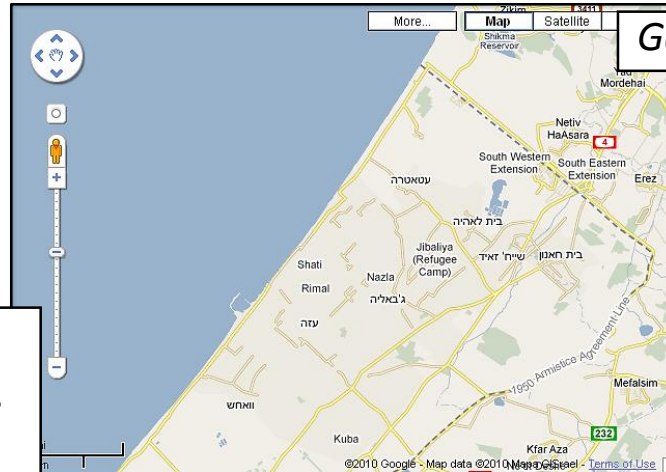 More...
Map
Satellite
Zikim
3411
Shikma
Reservoir
Yad
Mordehai
Netiv
HaAsara
4
South Western
Extension
South Eastern
Extension
Erez
עטאטרה
בית לאהיה
Jibaliya
(Refugee
Camp)
שייח' זאיד
בית חאנון
Shati
Nazla
Rimal
ג'באליה
עזה
1950 Armistice Agreement Line
Mefalsim
וואחש
232
Kuba
Kfar Aza
©2010 Google - Map data ©2010 Mapa GISrael - Terms of Use